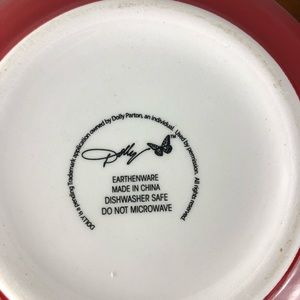 DOLLY is a pending Trademark application owned by Dolly Parton, an individual. Used by permission. All rights reserved.
Dolly
EARTHENWARE
MADE IN CHINA
DISHWASHER SAFE
DO NOT MICROWAVE